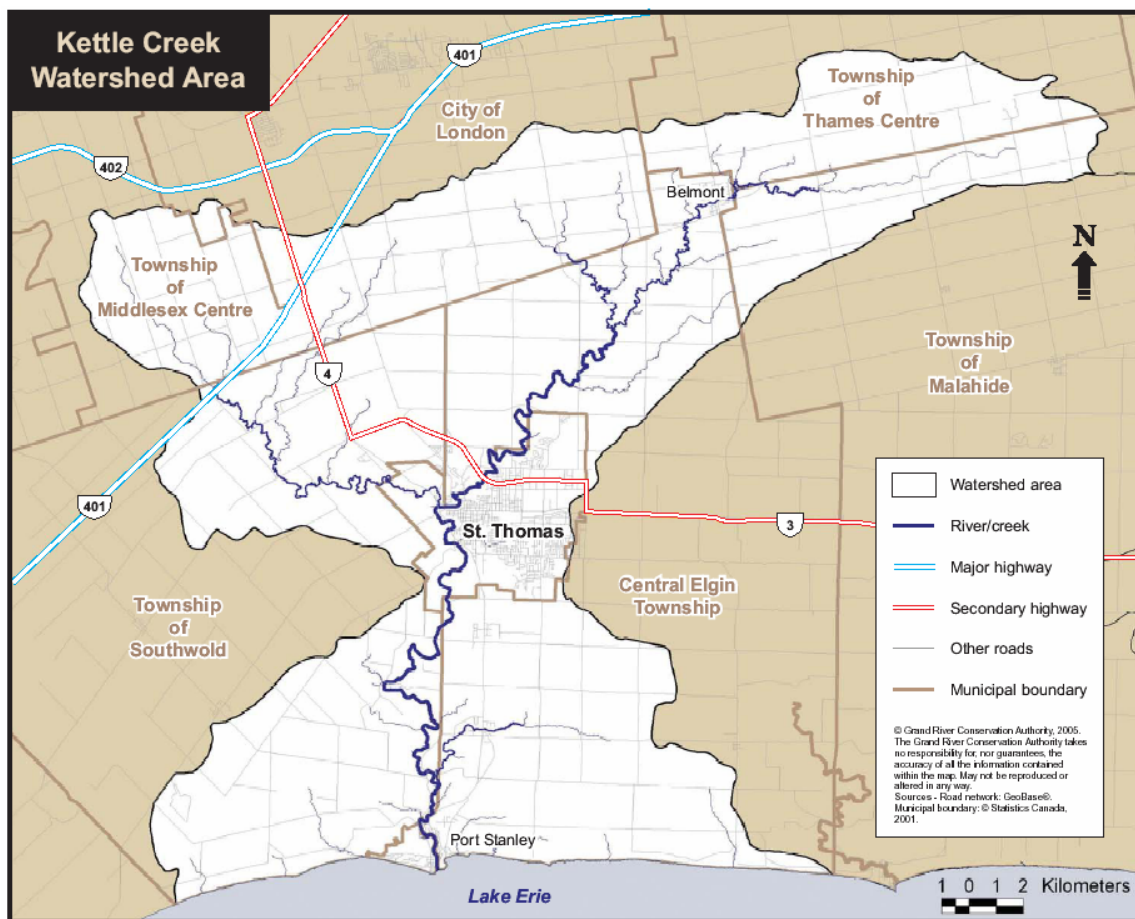 Kettle Creek
Watershed Area
401
City of
London
Township
of
Thames Centre
402
Belmont
N
Township
of
Middlesex Centre
Township
of
Malahide
4
401
St. Thomas
3
Township
of
Southwold
Central Elgin
Township
Watershed area
River/creek
Major highway
Secondary highway
Other roads
Municipal boundary
© Grand River Conservation Authority, 2005.
The Grand River Conservation Authority takes
no responsibility for, nor guarantees, the
accuracy of all the information contained
within the map. May not be reproduced or
altered in any way.
Sources - Road network: GeoBase®.
Municipal boundary: © Statistics Canada,
2001.
Port Stanley
Lake Erie
1 0 1 2 Kilometers